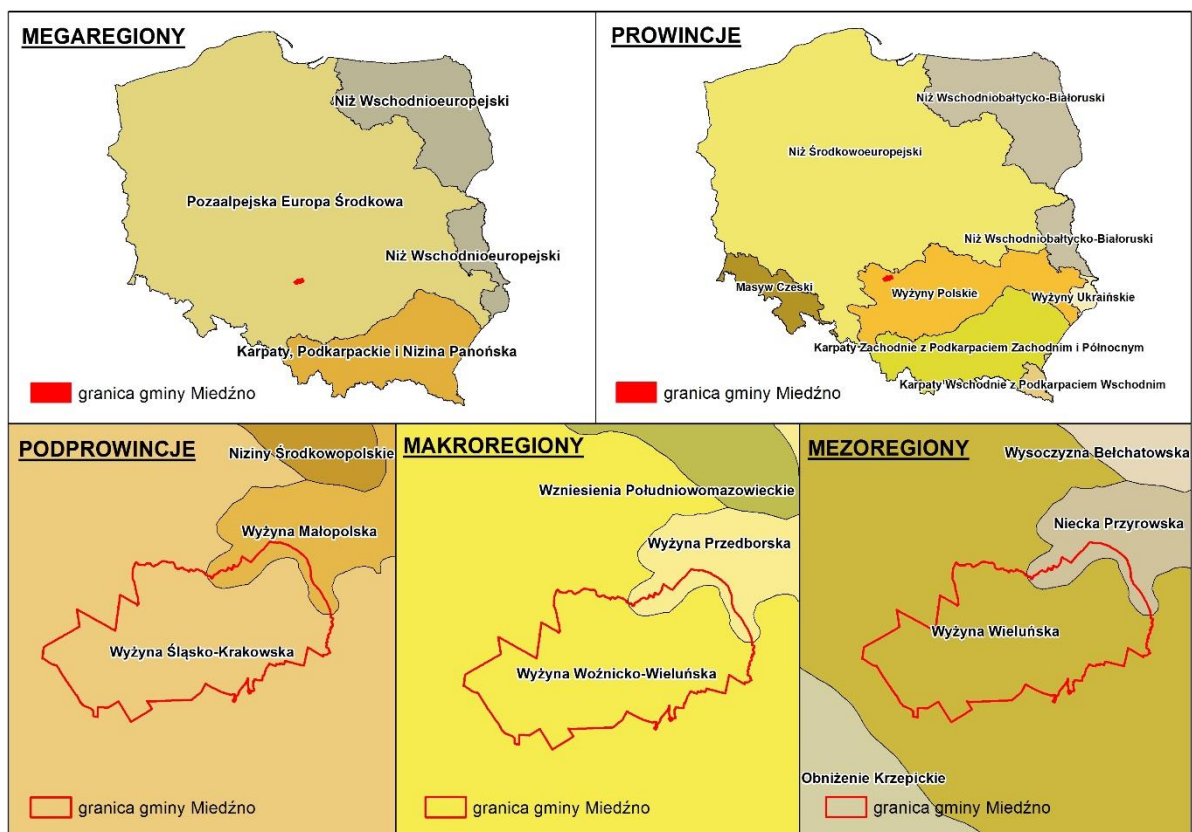 MEGAREGIONY
Niż Wschodnioeuropejski
Pozaalpejska Europa Środkowa
Niż Wschodnioeuropejski
Karpaty, Podkarpackie i Nizina Panońska
granica gminy Miedźno
PROWINCJE
Niż Wschodniobałtycko-Białoruski
Niż Środkowoeuropejski
Niż Wschodniobałtycko-Białoruski
Masyw Czeski
Wyżyny Polskie
Wyżyny Ukraińskie
Karpaty Zachodnie z Podkarpaciem Zachodnim i Północnym
Karpaty Wschodnie z Podkarpaciem Wschodnim
granica gminy Miedźno
PODPROWINCJE
Niziny Środkowopolskie
Wyżyna Małopolska
Wyżyna Śląsko-Krakowska
granica gminy Miedźno
MAKROREGIONY
Wzniesienia Południowomazowieckie
Wyżyna Przedborska
Wyżyna Woźnicko-Wieluńska
granica gminy Miedźno
MEZOREGIONY
Wysoczyzna Bełchatowska
Niecka Przyrowska
Wyżyna Wieluńska
Obniżenie Krzepickie
granica gminy Miedźno